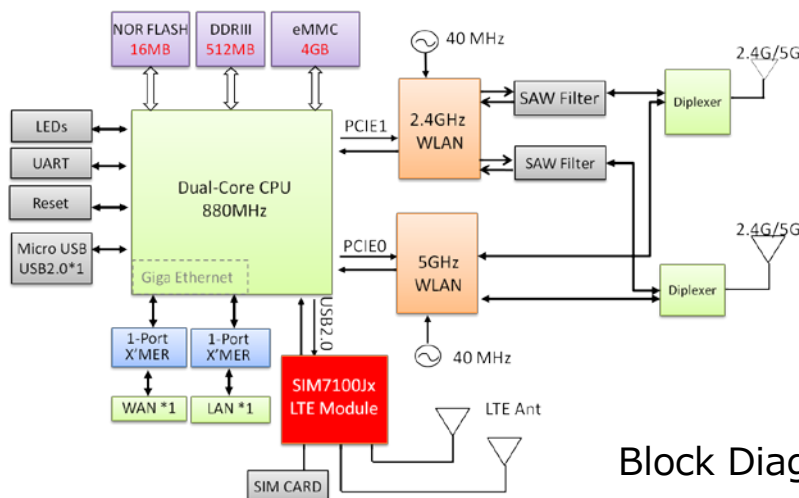 NOR FLASH
16MB
DDRIII
512MB
eMMC
4GB
40 MHz
2.4G/5G
LEDs
UART
Reset
Micro USB
USB2.0*1
Dual-Core CPU
880MHz
Giga Ethernet
PCIE1
2.4GHz
WLAN
SAW Filter
SAW Filter
Diplexer
PCIE0
5GHz
WLAN
2.4G/5G
Diplexer
40 MHz
USB2.0
1-Port
X'MER
1-Port
X'MER
WAN *1
LAN *1
SIM7100Jx
LTE Module
LTE Ant
SIM CARD
Block Diag